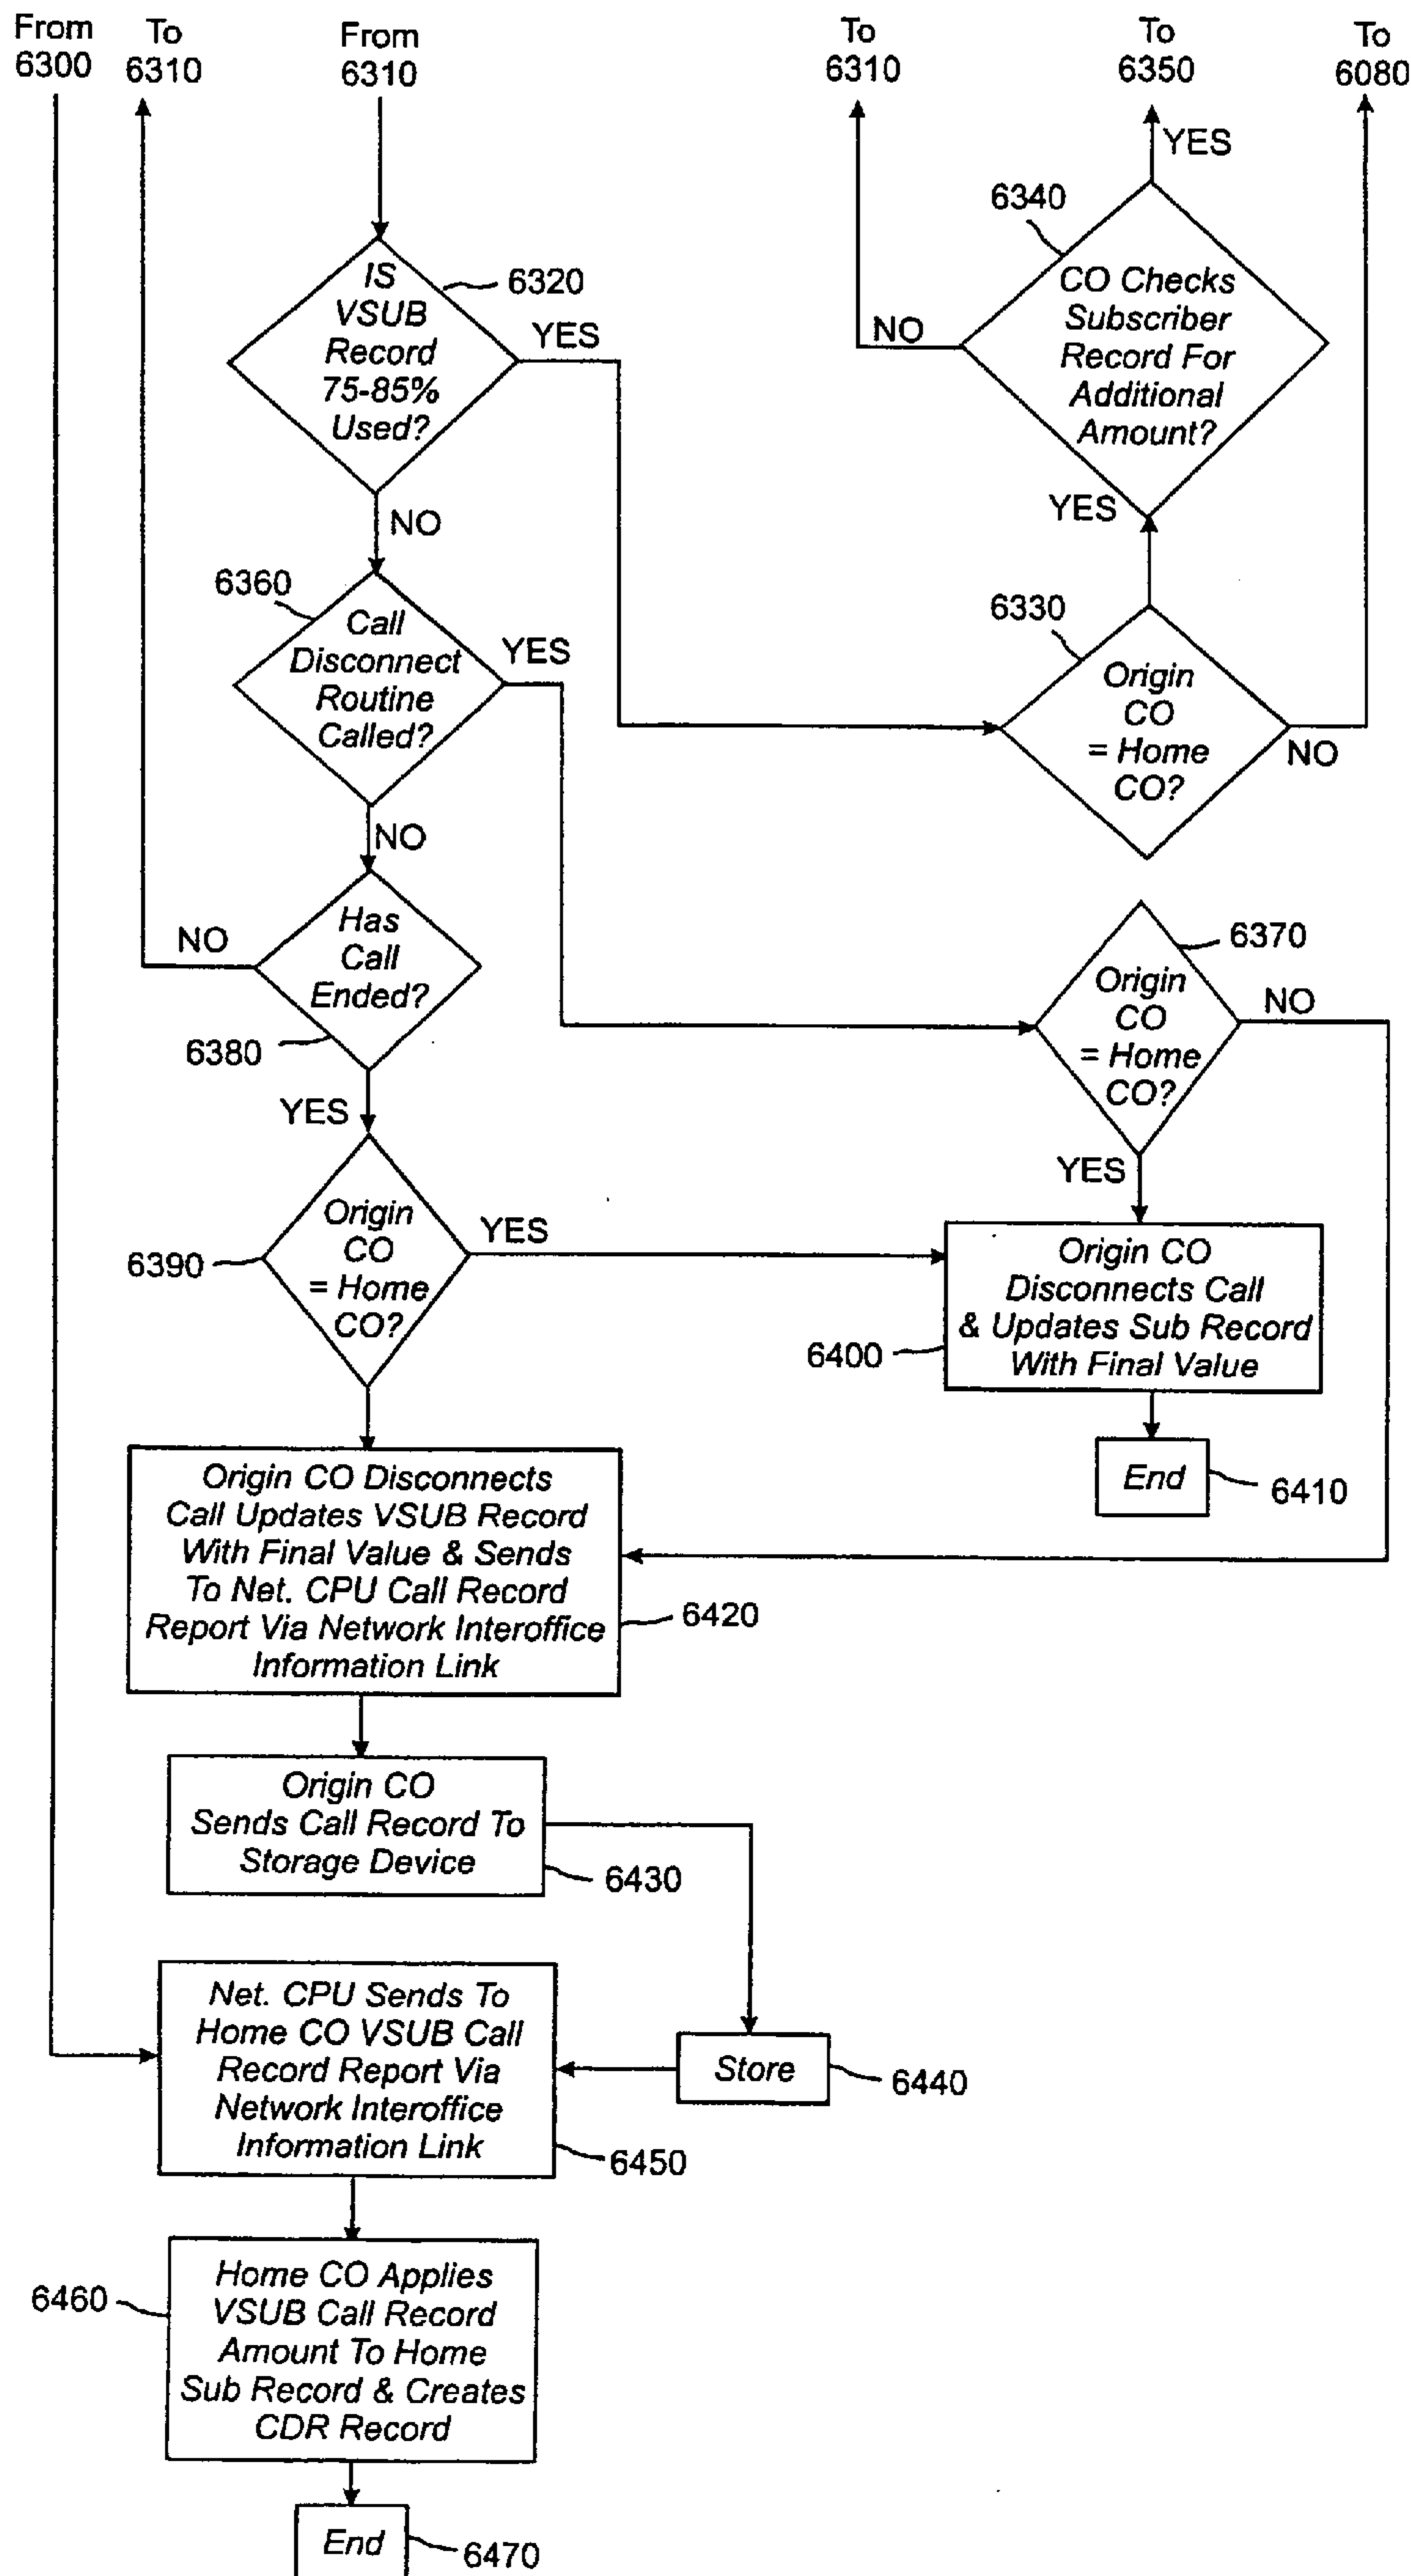 From
6300
To
6310
From
6310
To
6310
To
6350
To
6080
YES
6340
CO Checks
Subscriber
Record For
Additional
Amount?
NO
YES
IS
VSUB
Record
75-85%
Used?
6320
YES
NO
6360
Call
Disconnect
Routine
Called?
YES
NO
6330
Origin
CO
= Home
CO?
NO
Has
Call
Ended?
NO
6380
YES
6370
Origin
CO
= Home
CO?
NO
YES
Origin
CO
= Home
CO?
YES
6390
Origin CO
Disconnects Call
& Updates Sub Record
With Final Value
6400
End
6410
Origin CO Disconnects
Call Updates VSUB Record
With Final Value & Sends
To Net. CPU Call Record
Report Via Network Interoffice
Information Link
6420
Origin CO
Sends Call Record To
Storage Device
6430
Net. CPU Sends To
Home CO VSUB Call
Record Report Via
Network Interoffice
Information Link
6450
Store
6440
Home CO Applies
VSUB Call Record
Amount To Home
Sub Record & Creates
CDR Record
6460
End
6470